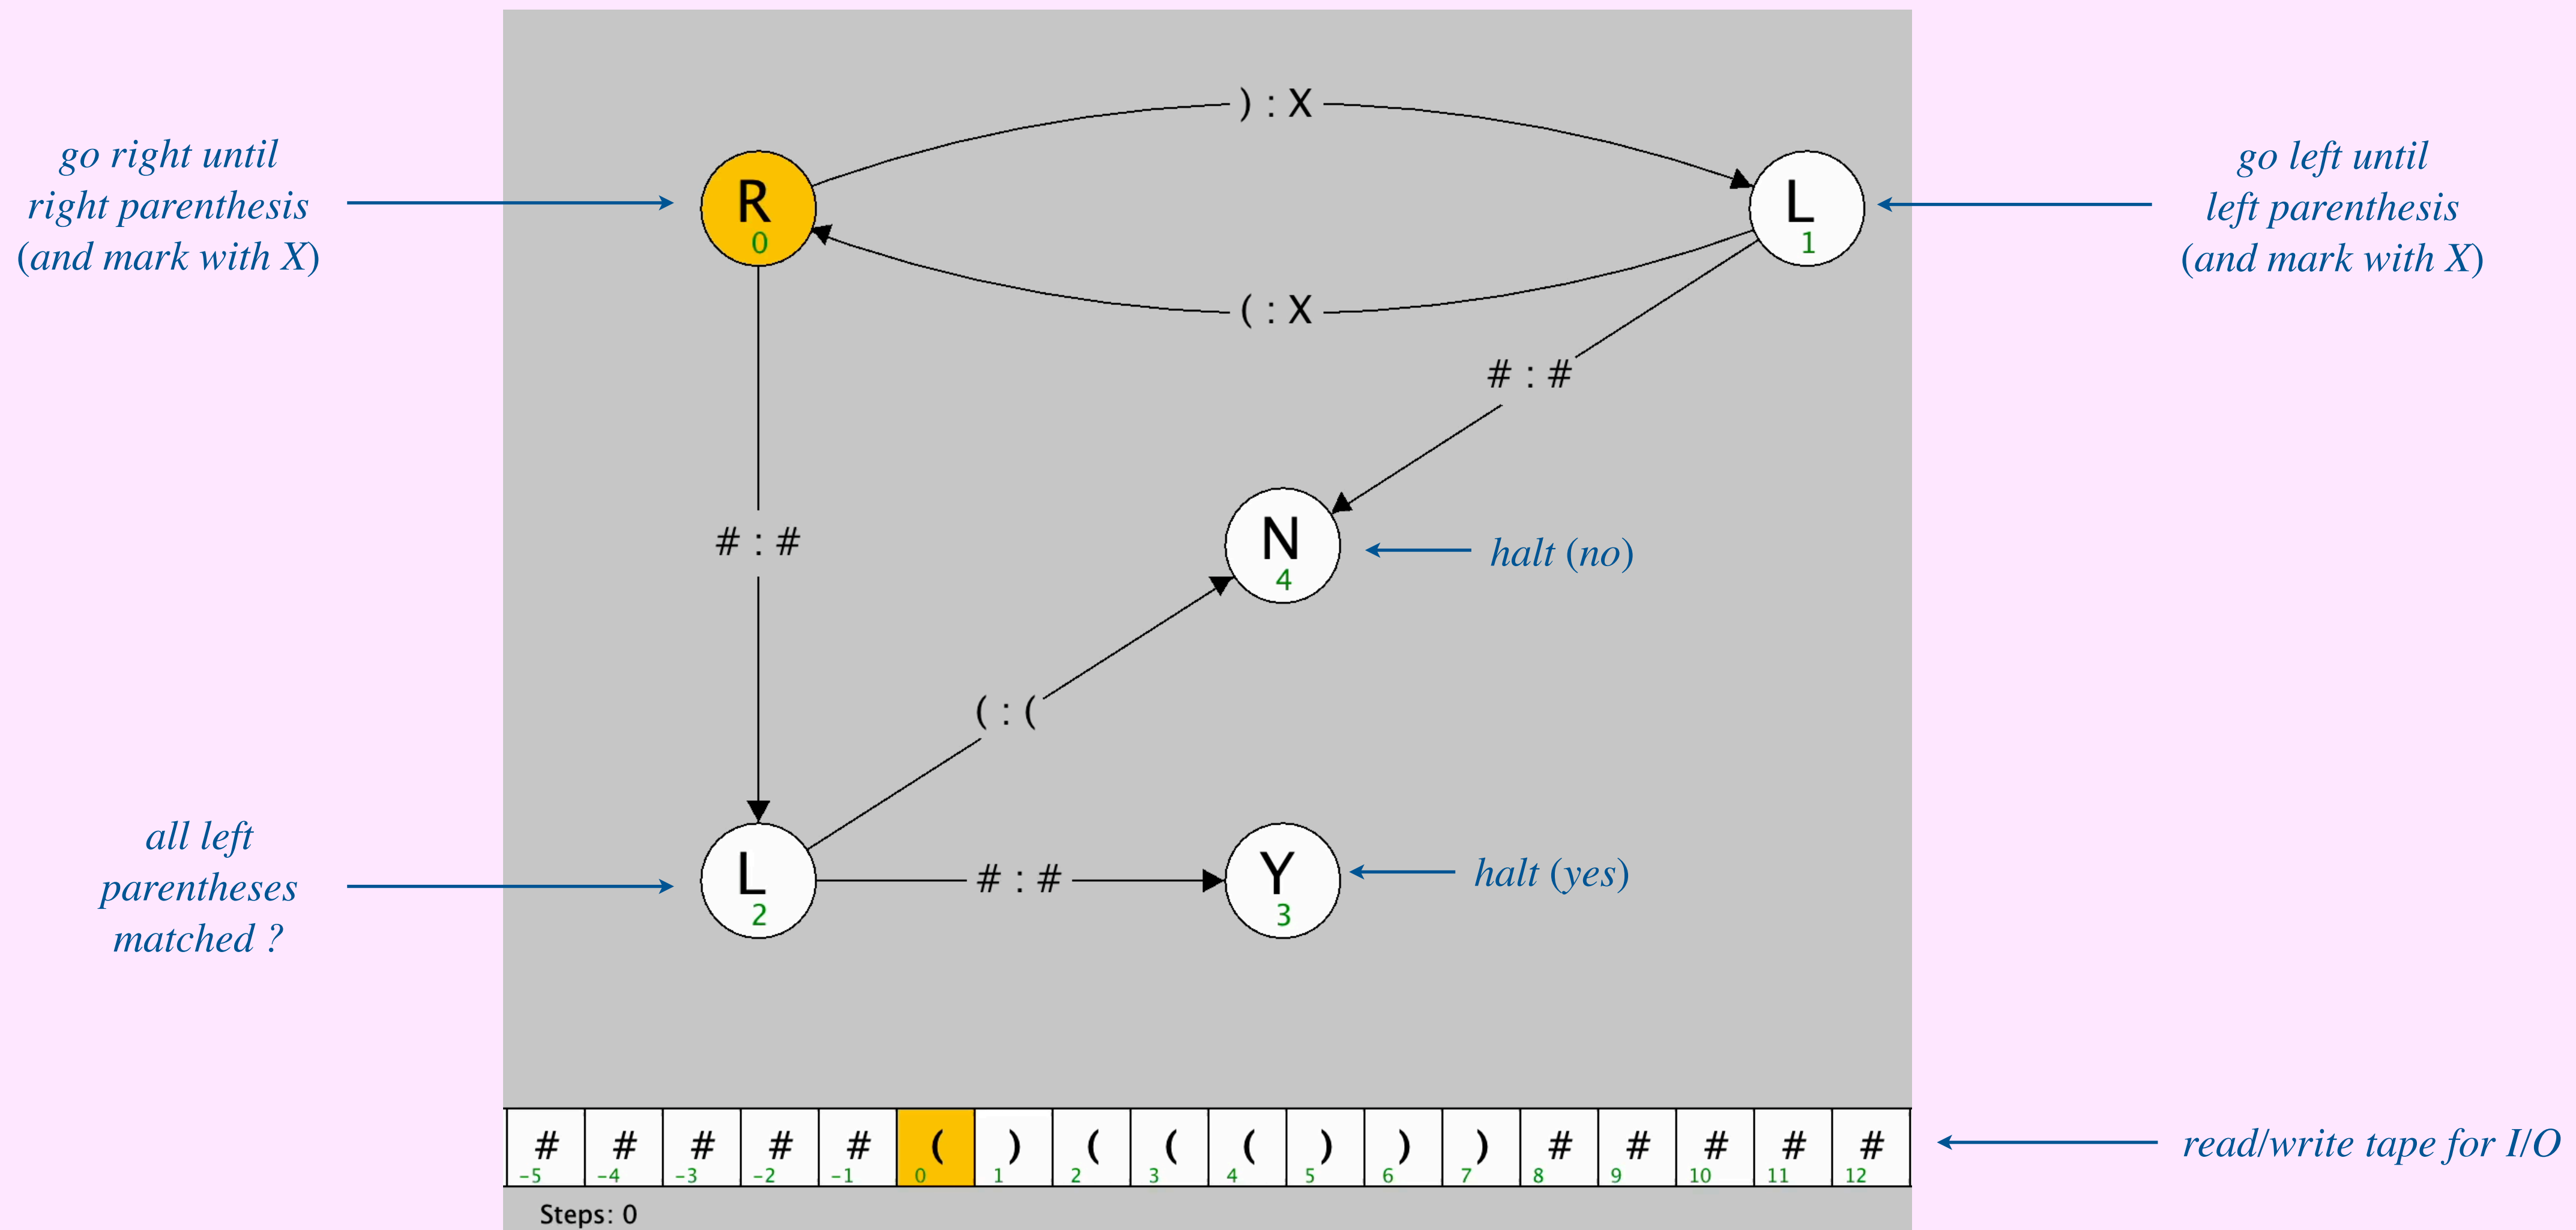 ) : X
go right until
right parenthesis
(and mark with X)
R
0
L
1
go left until
left parenthesis
(and mark with X)
( : X
# : #
# : #
N
4
halt (no)
( : (
all left
parentheses
matched ?
L
2
# : #
Y
3
halt (yes)
# # # # # ( ) ( ( ( ) ) ) # # # # #
-5 -4 -3 -2 -1 0 1 2 3 4 5 6 7 8 9 10 11 12
read/write tape for I/O
Steps: 0